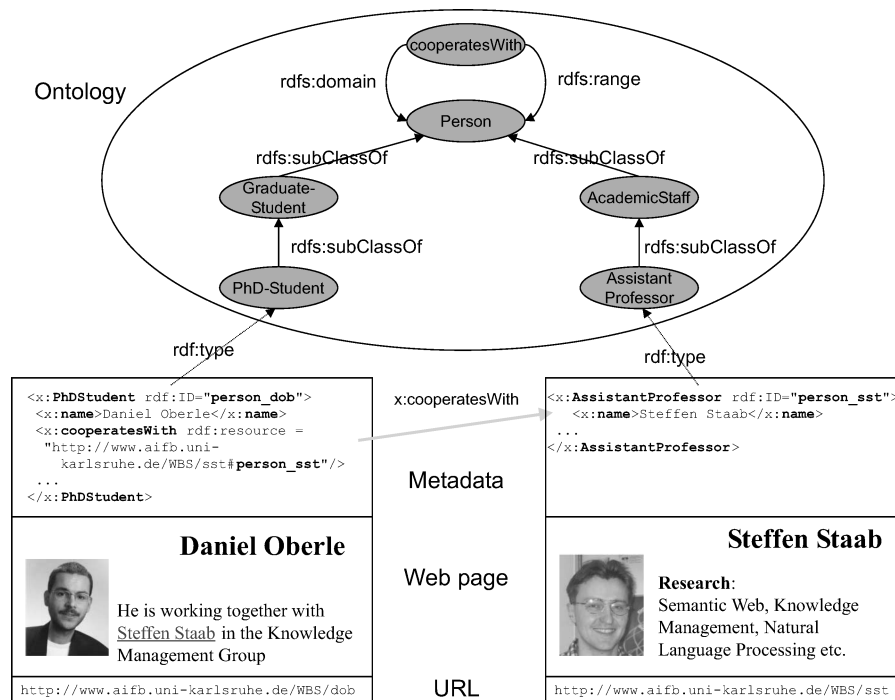 cooperatesWith
rdfs:domain
rdfs:range
Ontology
Person
rdfs:subClassOf
rdfs:subClassOf
Graduate-
Student
AcademicStaff
rdfs:subClassOf
rdfs:subClassOf
PhD-Student
Assistant
Professor
rdf:type
rdf:type
<x:PhDStudent rdf:ID="person_dob">
<x:name>Daniel Oberle</x:name>
<x:cooperatesWith rdf:resource =
"http://www.aifb.uni-
karlsruhe.de/WBS/sst#person_sst"/>
...
</x:PhDStudent>
x:cooperatesWith
<x:AssistantProfessor rdf:ID="person_sst">
<x:name>Steffen Staab</x:name>
...
</x:AssistantProfessor>
Metadata
Daniel Oberle
He is working together with
Steffen Staab in the Knowledge
Management Group
Web page
Steffen Staab
Research:
Semantic Web, Knowledge
Management, Natural
Language Processing etc.
http://www.aifb.uni-karlsruhe.de/WBS/dob
URL
http://www.aifb.uni-karlsruhe.de/WBS/sst